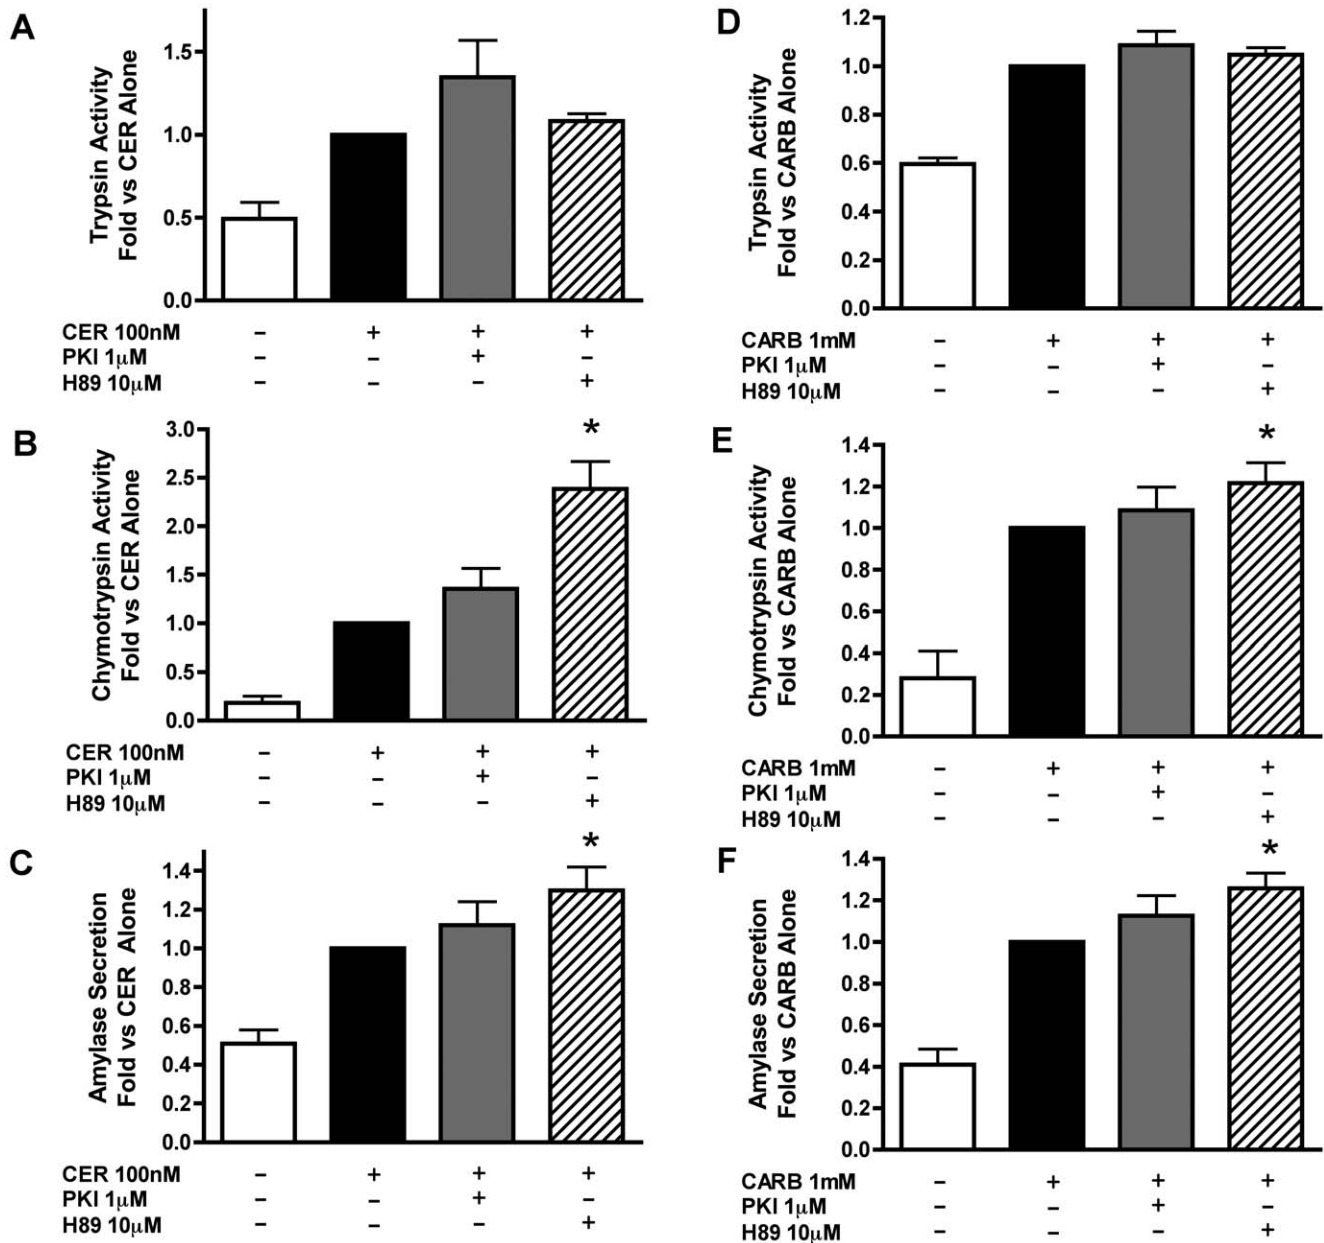 A
Trypsin Activity
Fold vs CER Alone
1.5
1.0
0.5
0.0
CER 100nM – + + +
PKI 1μM – – + –
H89 10μM – – – +
B
Chymotrypsin Activity
Fold vs CER Alone
3.0
2.5
2.0
1.5
1.0
0.5
0.0
*
CER 100nM – + + +
PKI 1μM – – + –
H89 10μM – – – +
C
Amylase Secretion
Fold vs CER Alone
1.4
1.2
1.0
0.8
0.6
0.4
0.2
0.0
*
CER 100nM – + + +
PKI 1μM – – + –
H89 10μM – – – +
D
Trypsin Activity
Fold vs CARB Alone
1.2
1.0
0.8
0.6
0.4
0.2
0.0
CARB 1mM – + + +
PKI 1μM – – + –
H89 10μM – – – +
E
Chymotrypsin Activity
Fold vs CARB Alone
1.4
1.2
1.0
0.8
0.6
0.4
0.2
0.0
*
CARB 1mM – + + +
PKI 1μM – – + –
H89 10μM – – – +
F
Amylase Secretion
Fold vs CARB Alone
1.4
1.2
1.0
0.8
0.6
0.4
0.2
0.0
*
CARB 1mM – + + +
PKI 1μM – – + –
H89 10μM – – – +